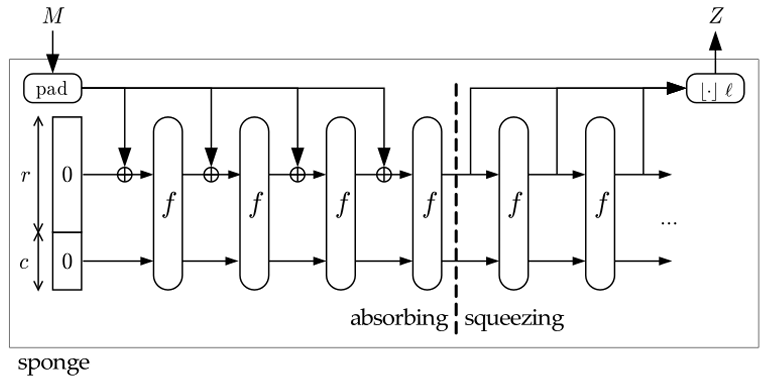 M
Z
pad
⌊·⌋ ℓ
r
0
f
f
f
f
f
f
c
0
...
absorbing
squeezing
sponge